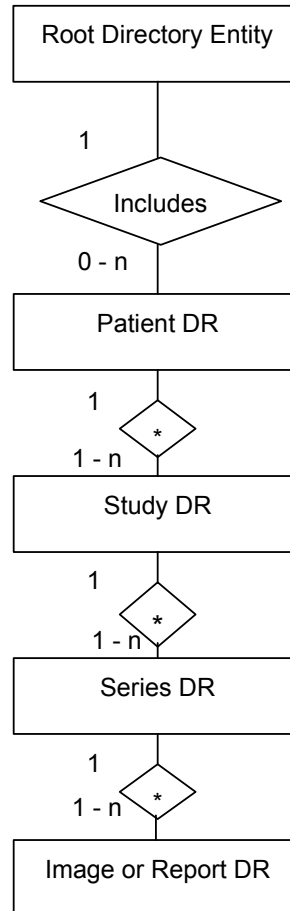 Root Directory Entity
1
Includes
0 - n
Patient DR
1
*
1 - n
Study DR
1
*
1 - n
Series DR
1
*
1 - n
Image or Report DR